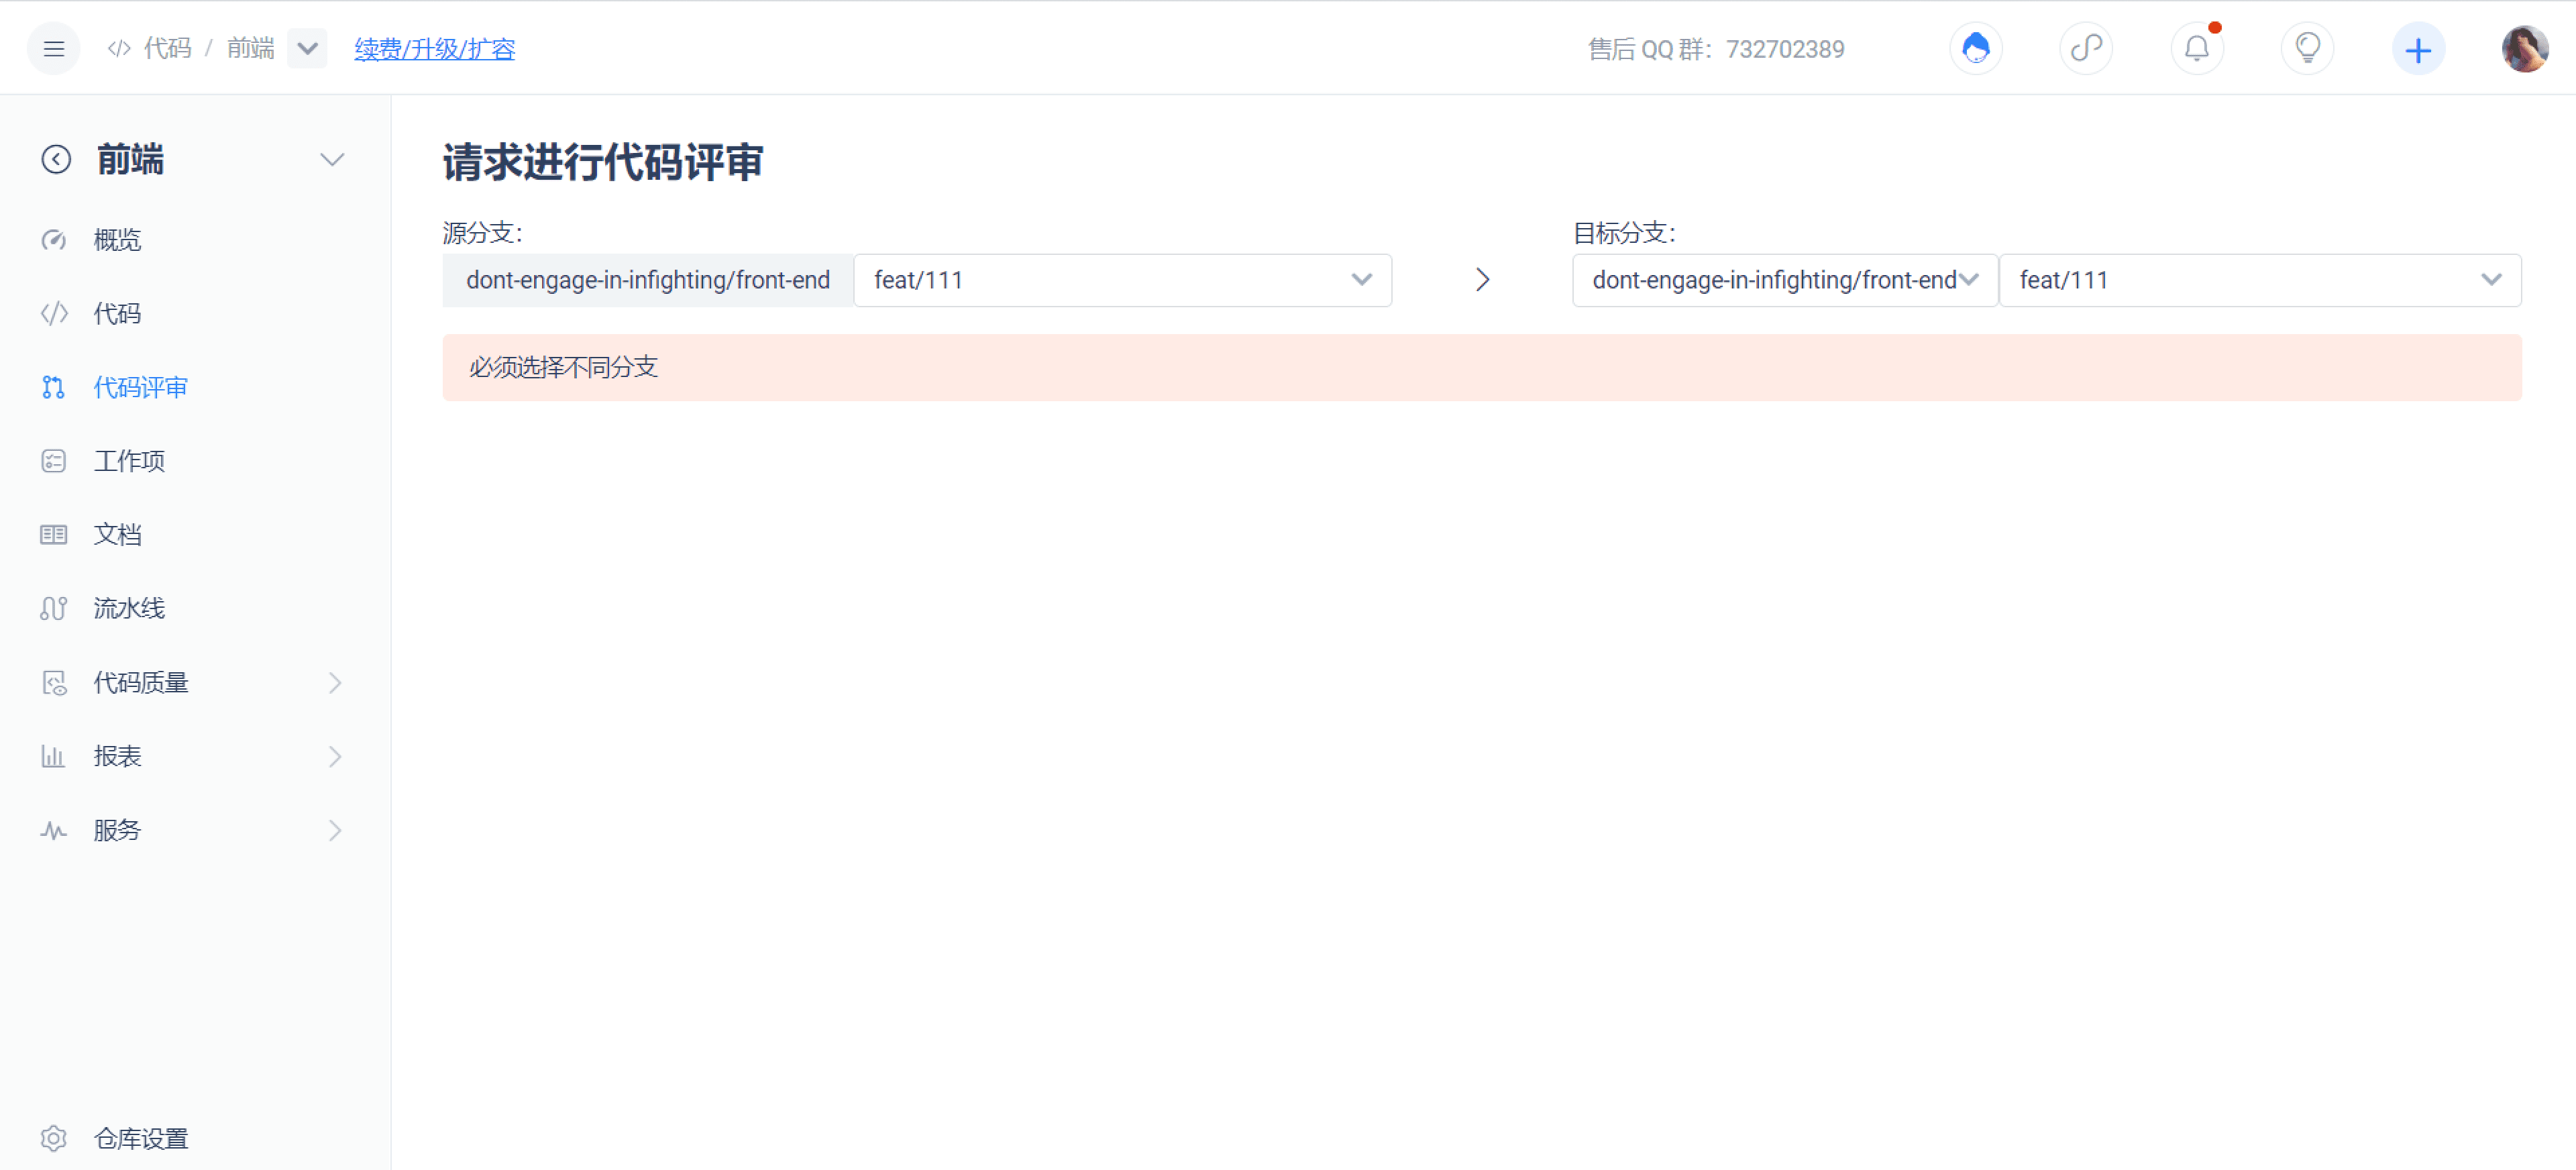 代码 / 前端 续费/升级/扩容 售后 QQ 群：732702389
前端
概览
代码
代码评审
工作项
文档
流水线
代码质量
报表
服务
仓库设置
请求进行代码评审
源分支：
dont-engage-in-infighting/front-end feat/111
目标分支：
dont-engage-in-infighting/front-end feat/111
必须选择不同分支